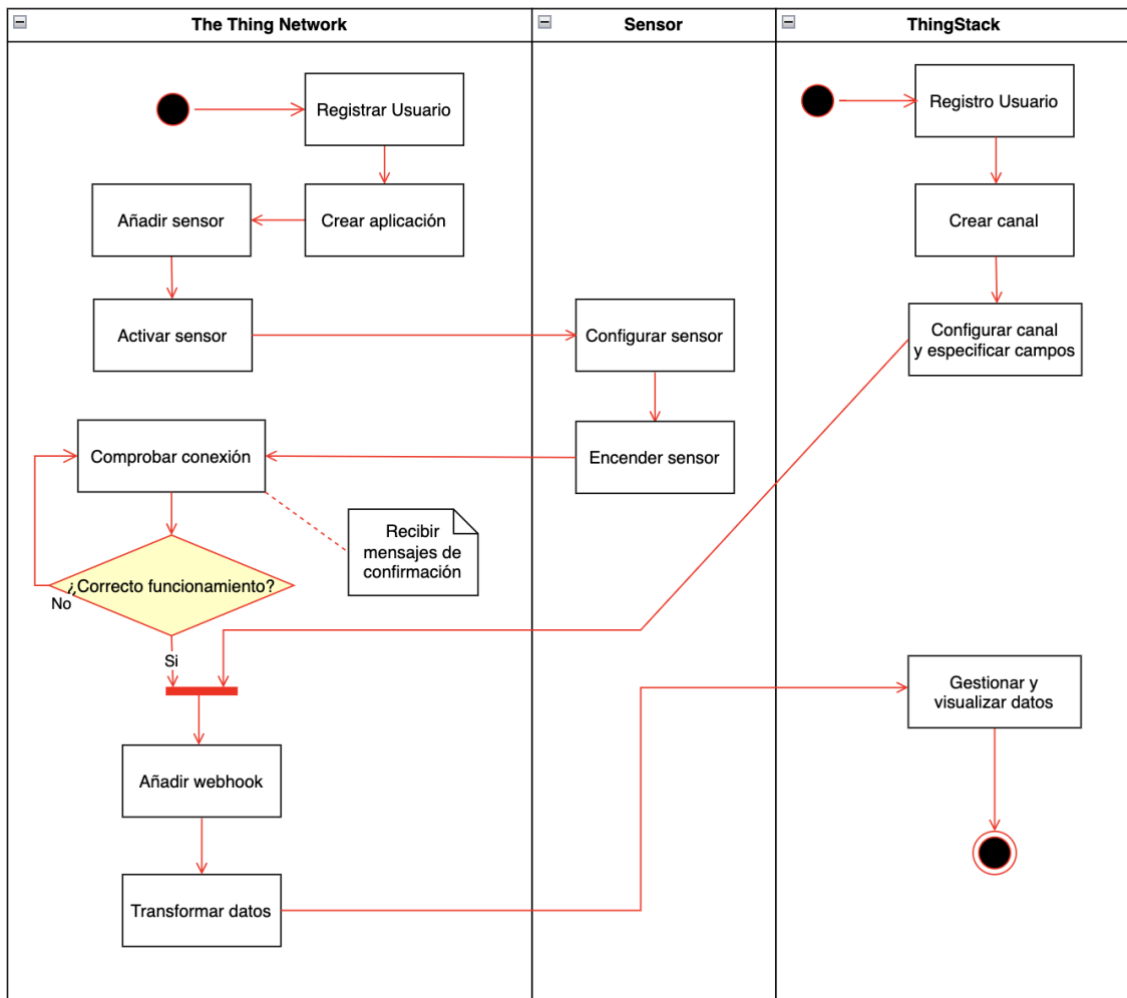 The Thing Network
Sensor
ThingStack
Registrar Usuario
Registro Usuario
Añadir sensor
Crear aplicación
Crear canal
Activar sensor
Configurar sensor
Configurar canal
y especificar campos
Comprobar conexión
Encender sensor
Recibir
mensajes de
confirmación
¿Correcto funcionamiento?
No
Si
Gestionar y
visualizar datos
Añadir webhook
Transformar datos